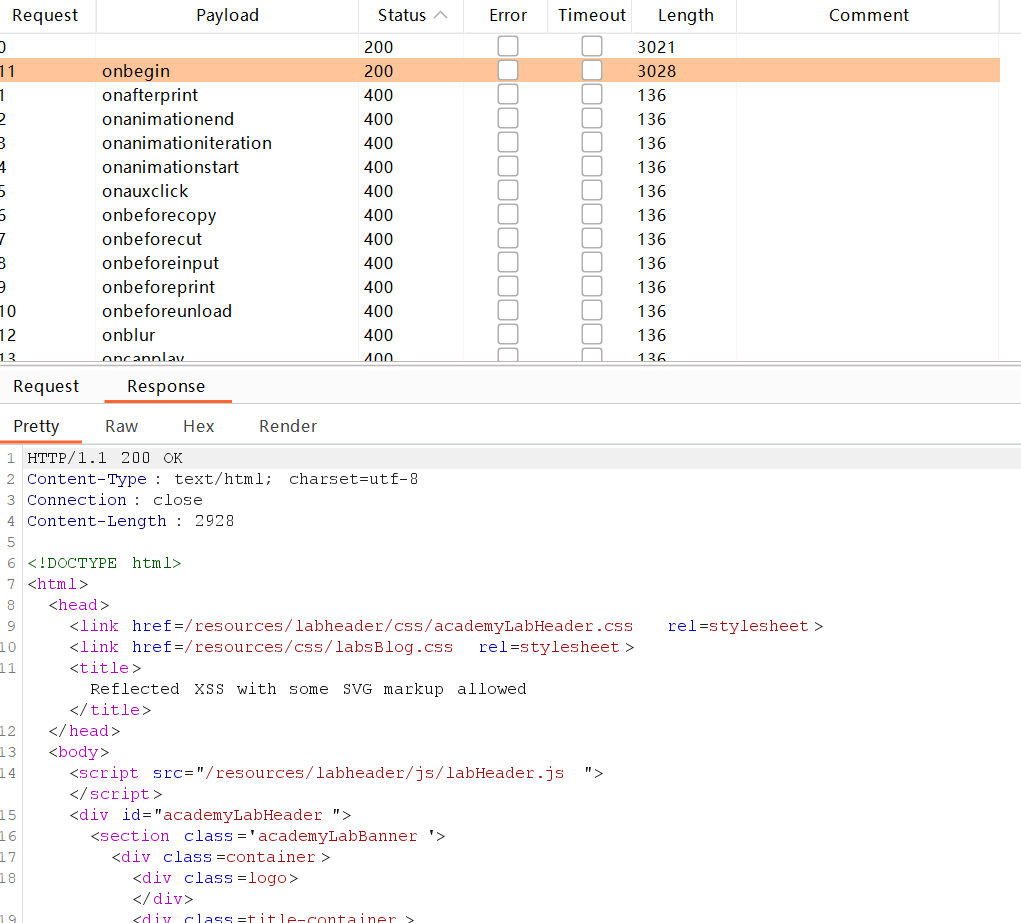 Request Payload Status Error Timeout Length Comment
0 200 3021
11 onbegin 200 3028
1 onafterprint 400 136
2 onanimationend 400 136
3 onanimationiteration 400 136
4 onanimationstart 400 136
5 onauxclick 400 136
6 onbeforecopy 400 136
7 onbeforecut 400 136
8 onbeforeinput 400 136
9 onbeforeprint 400 136
10 onbeforeunload 400 136
12 onblur 400 136
13 oncanplay 400 136
Request Response
Pretty Raw Hex Render
1 HTTP/1.1 200 OK
2 Content-Type : text/html; charset=utf-8
3 Connection : close
4 Content-Length : 2928
5
6 <!DOCTYPE html>
7 <html>
8 <head>
9 <link href=/resources/labheader/css/academyLabHeader.css rel=stylesheet >
10 <link href=/resources/css/labsBlog.css rel=stylesheet >
11 <title>
Reflected XSS with some SVG markup allowed
</title>
12 </head>
13 <body>
14 <script src="/resources/labheader/js/labHeader.js ">
</script>
15 <div id="academyLabHeader ">
16 <section class='academyLabBanner '>
17 <div class=container >
18 <div class=logo>
</div>
19 <div class=title-container >